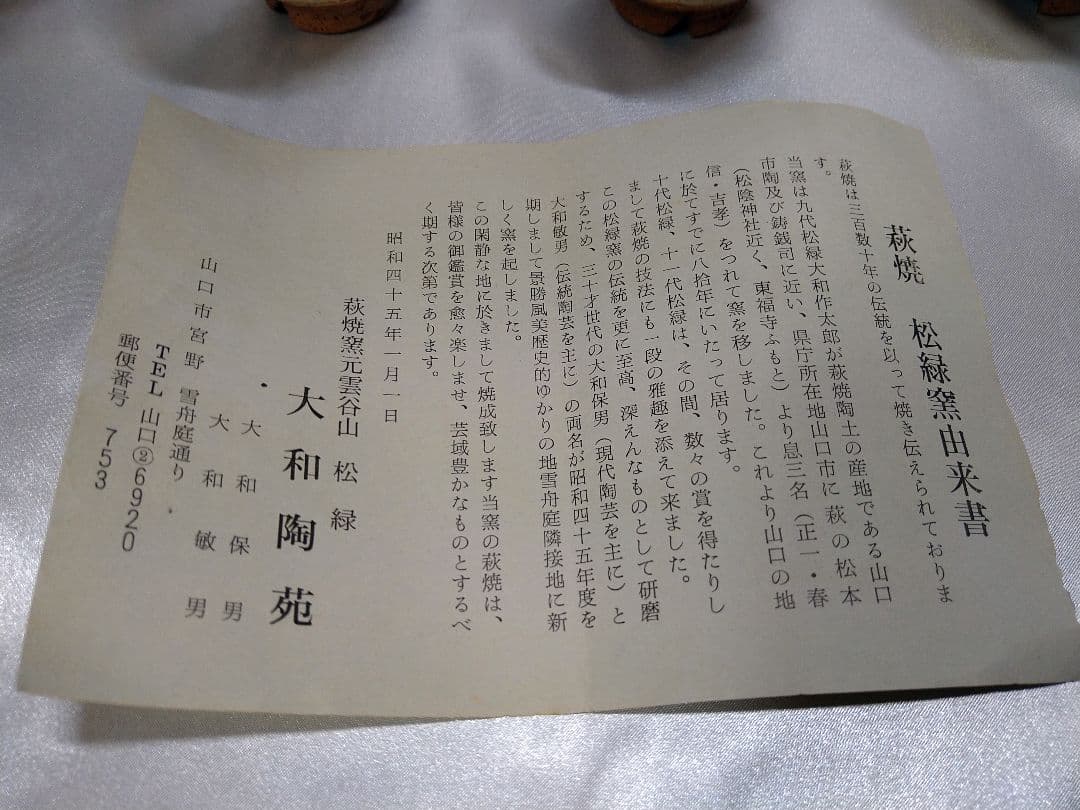 萩焼 松緑窯由来書
萩焼は三百数十年の伝統を以って焼き伝えられておりま
す。
当窯は九代松緑大和作太郎が萩焼陶土の産地である山口
市陶及び鋳銭司に近い、県庁所在地山口市に萩の松本
(松陰神社近く、東福寺ふもと)より息三名(正一・春
信・吉孝)をつれて窯を移しました。これより山口の地
に於てすでに八拾年にいたって居ります。
十代松緑、十一代松緑は、その間、数々の賞を得たりし
まして萩焼の技法にも一段の雅趣を添えて来ました。
この松緑窯の伝統を更に至高、深えんなものとして研磨
するため、三十才世代の大和保男(現代陶芸を主に)と
大和敏男(伝統陶芸を主に)の両名が昭和四十五年度を
期しまして景勝風美歴史的ゆかりの地雪舟庭隣接地に新
しく窯を起しました。
この閑静な地に於きまして焼成致します当窯の萩焼は、
皆様の御鑑賞を愈々楽しませ、芸域豊かなものとするべ
く期する次第であります。
昭和四十五年一月一日
萩焼窯元雲谷山 松緑
大和陶苑
大和保男
大和敏男
山口市宮野 雪舟庭通り
TEL 山口②6920
郵便番号 753